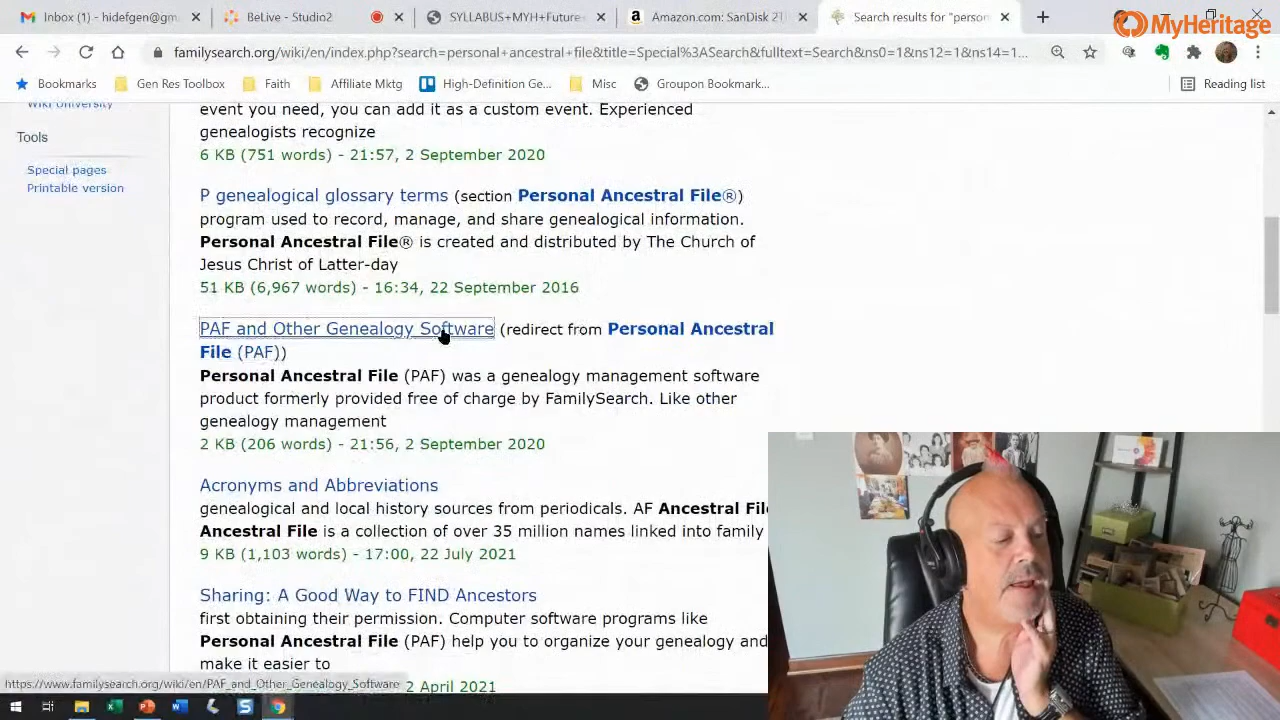 Inbox (1) - hidefgen@gm
BeLive - Studio2
SYLLABUS+MYH+Future-
Amazon.com: SanDisk 2T
Search results for "person
MyHeritage
familysearch.org/wiki/en/index.php?search=personal+ancestral+file&title=Special%3ASearch&fulltext=Search&ns0=1&ns12=1&ns14=1...
Bookmarks
Gen Res Toolbox
Faith
Affiliate Mktg
High-Definition Ge...
Misc
Groupon Bookmark...
Reading list
Wiki University
Tools
Special pages
Printable version
event you need, you can add it as a custom event. Experienced
genealogists recognize
6 KB (751 words) - 21:57, 2 September 2020
P genealogical glossary terms (section Personal Ancestral File®)
program used to record, manage, and share genealogical information.
Personal Ancestral File® is created and distributed by The Church of
Jesus Christ of Latter-day
51 KB (6,967 words) - 16:34, 22 September 2016
PAF and Other Genealogy Software (redirect from Personal Ancestral
File (PAF))
Personal Ancestral File (PAF) was a genealogy management software
product formerly provided free of charge by FamilySearch. Like other
genealogy management
2 KB (206 words) - 21:56, 2 September 2020
Acronyms and Abbreviations
genealogical and local history sources from periodicals. AF Ancestral File
Ancestral File is a collection of over 35 million names linked into family
9 KB (1,103 words) - 17:00, 22 July 2021
Sharing: A Good Way to FIND Ancestors
first obtaining their permission. Computer software programs like
Personal Ancestral File (PAF) help you to organize your genealogy and
make it easier to
2 April 2021
https://www.familysearch.org/wiki/en/PAF_and_Other_Genealogy_Software